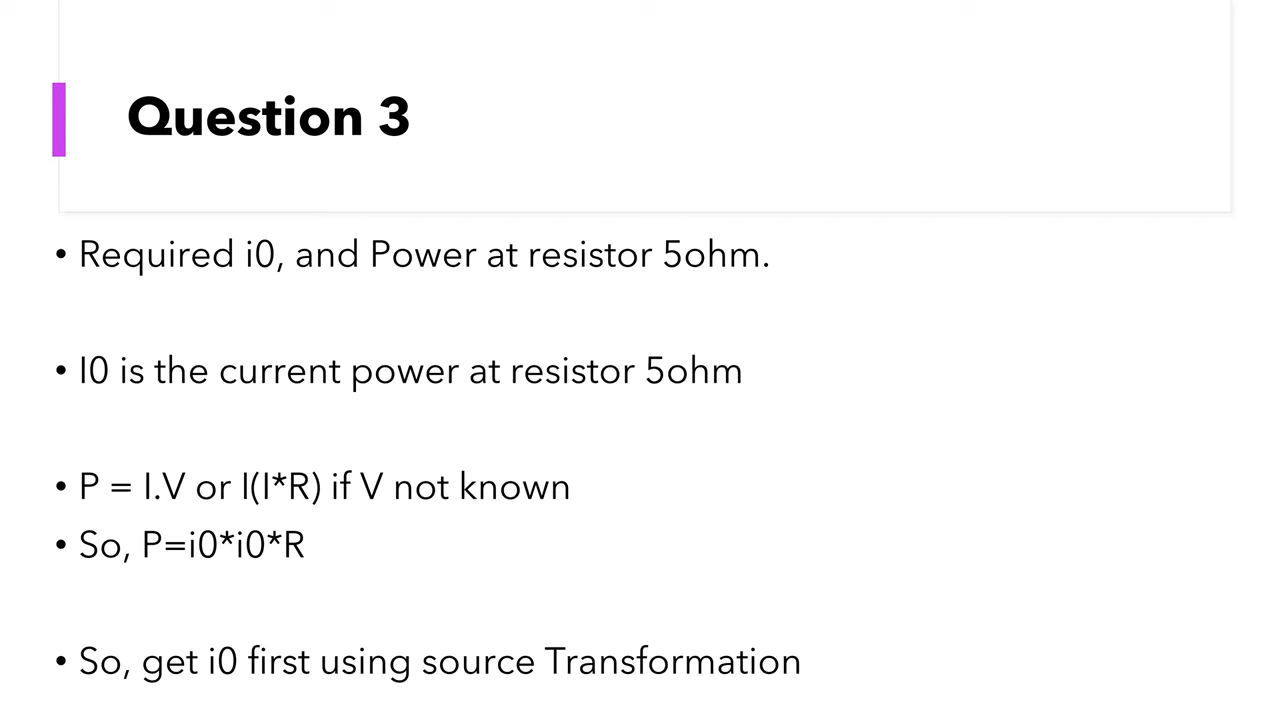 Question 3
• Required i0, and Power at resistor 5ohm.
• I0 is the current power at resistor 5ohm
• P = I.V or I(I*R) if V not known
• So, P=i0*i0*R
• So, get i0 first using source Transformation